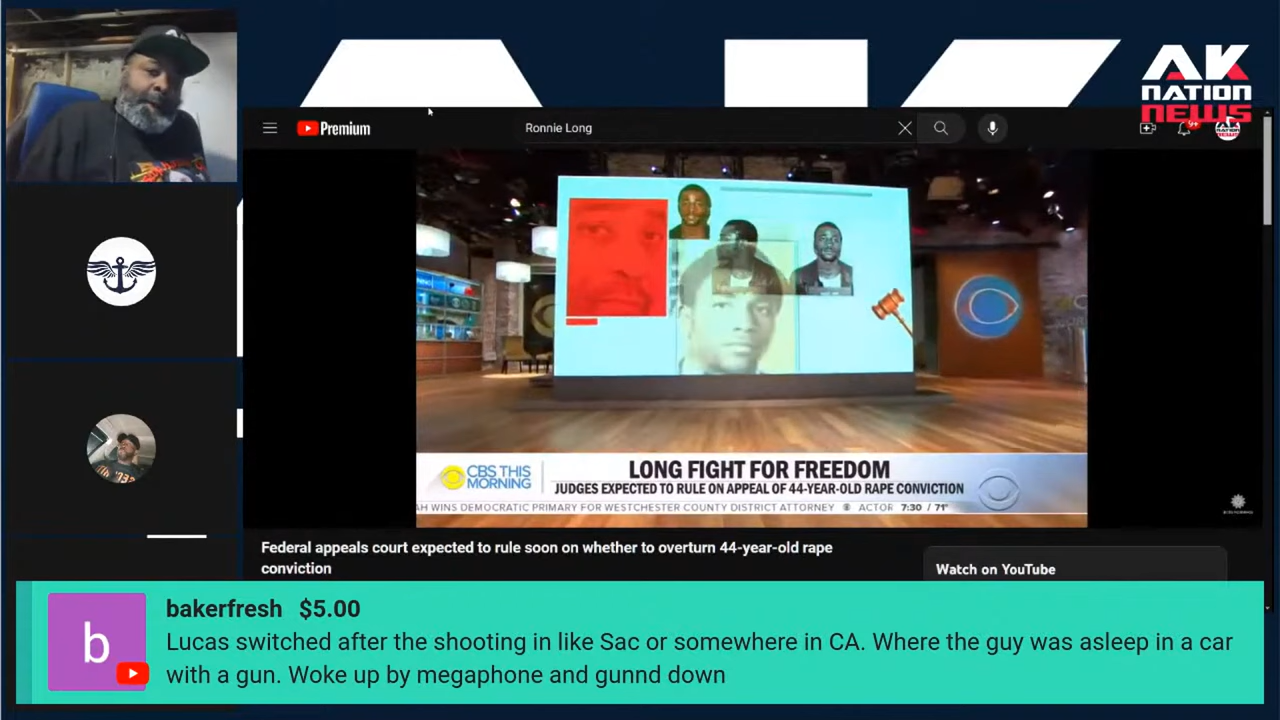 AK
NATION
NEWS
Premium
Ronnie Long
9+
CBS THIS
MORNING
LONG FIGHT FOR FREEDOM
JUDGES EXPECTED TO RULE ON APPEAL OF 44-YEAR-OLD RAPE CONVICTION
AH WINS DEMOCRATIC PRIMARY FOR WESTCHESTER COUNTY DISTRICT ATTORNEY ACTOR 7:30 / 71°
Federal appeals court expected to rule soon on whether to overturn 44-year-old rape
conviction
Watch on YouTube
b
bakerfresh $5.00
Lucas switched after the shooting in like Sac or somewhere in CA. Where the guy was asleep in a car
with a gun. Woke up by megaphone and gunnd down